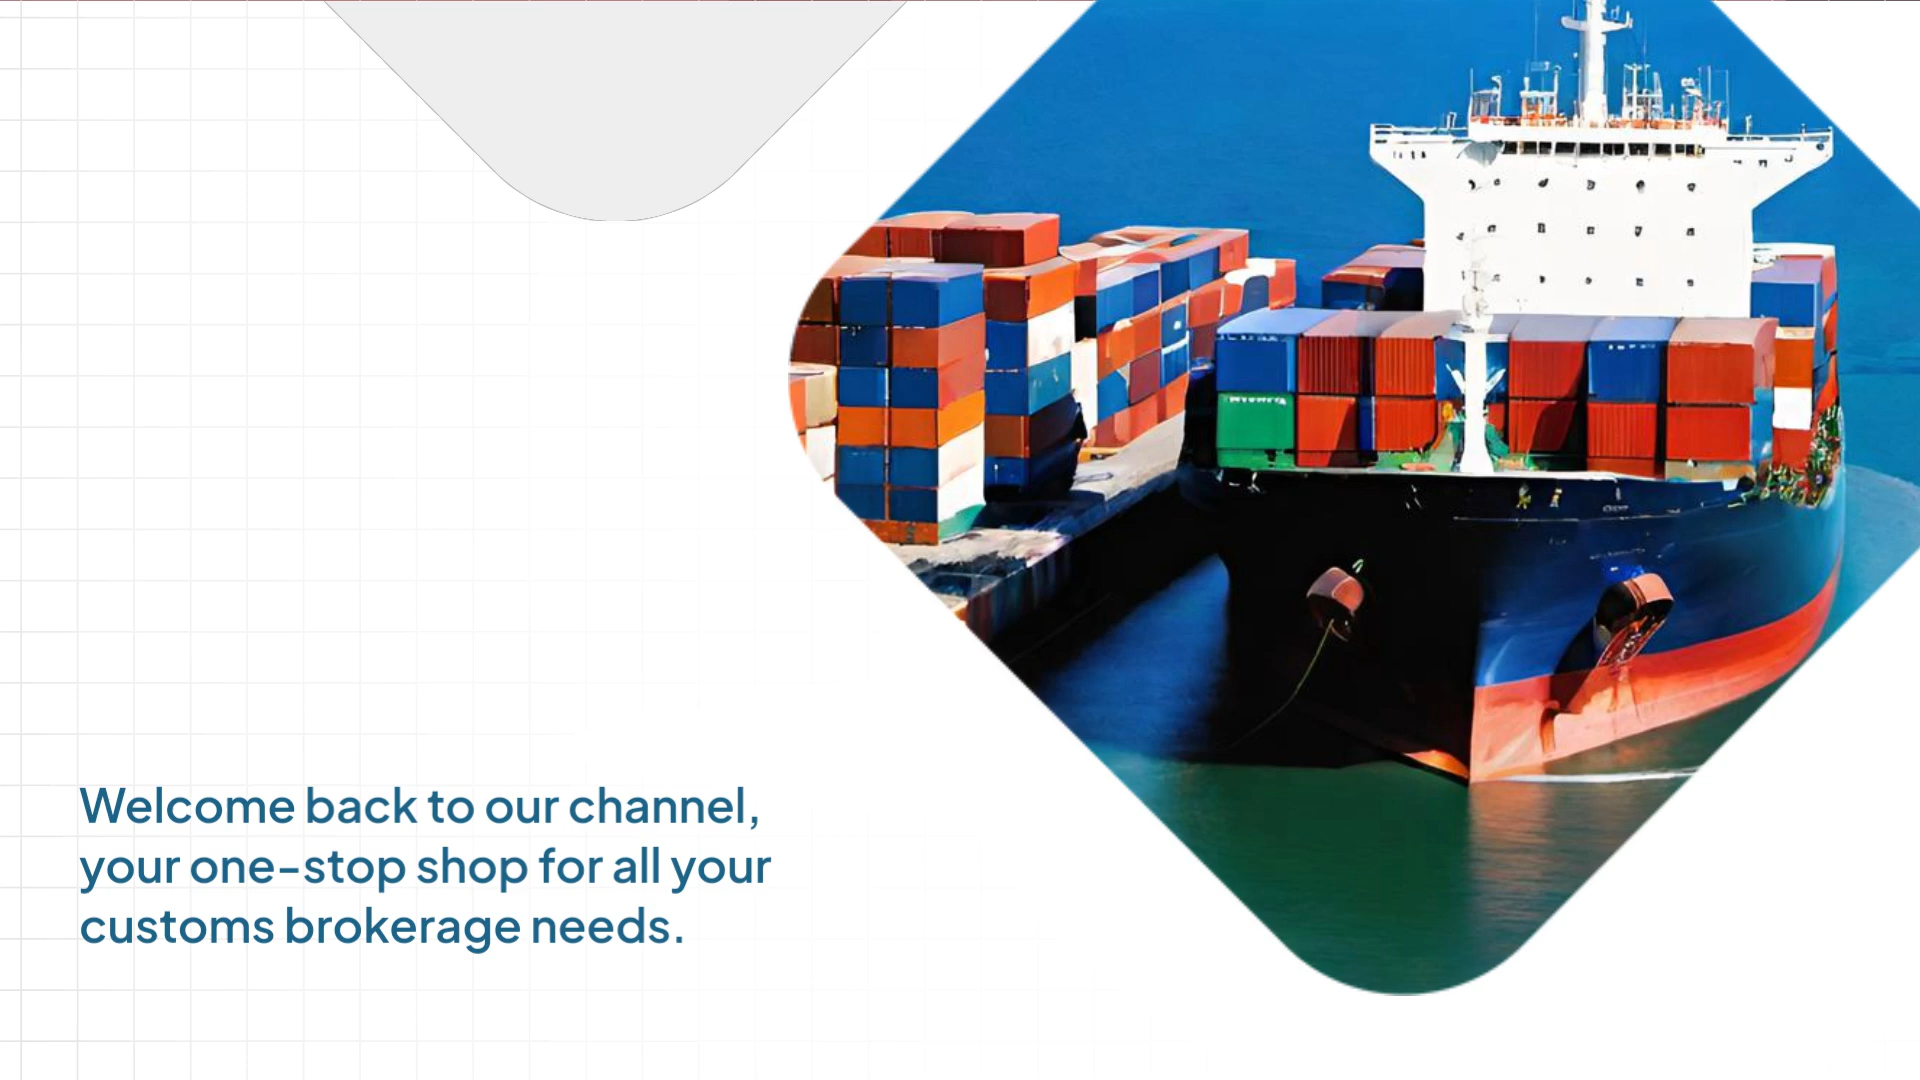 Welcome back to our channel,
your one-stop shop for all your
customs brokerage needs.